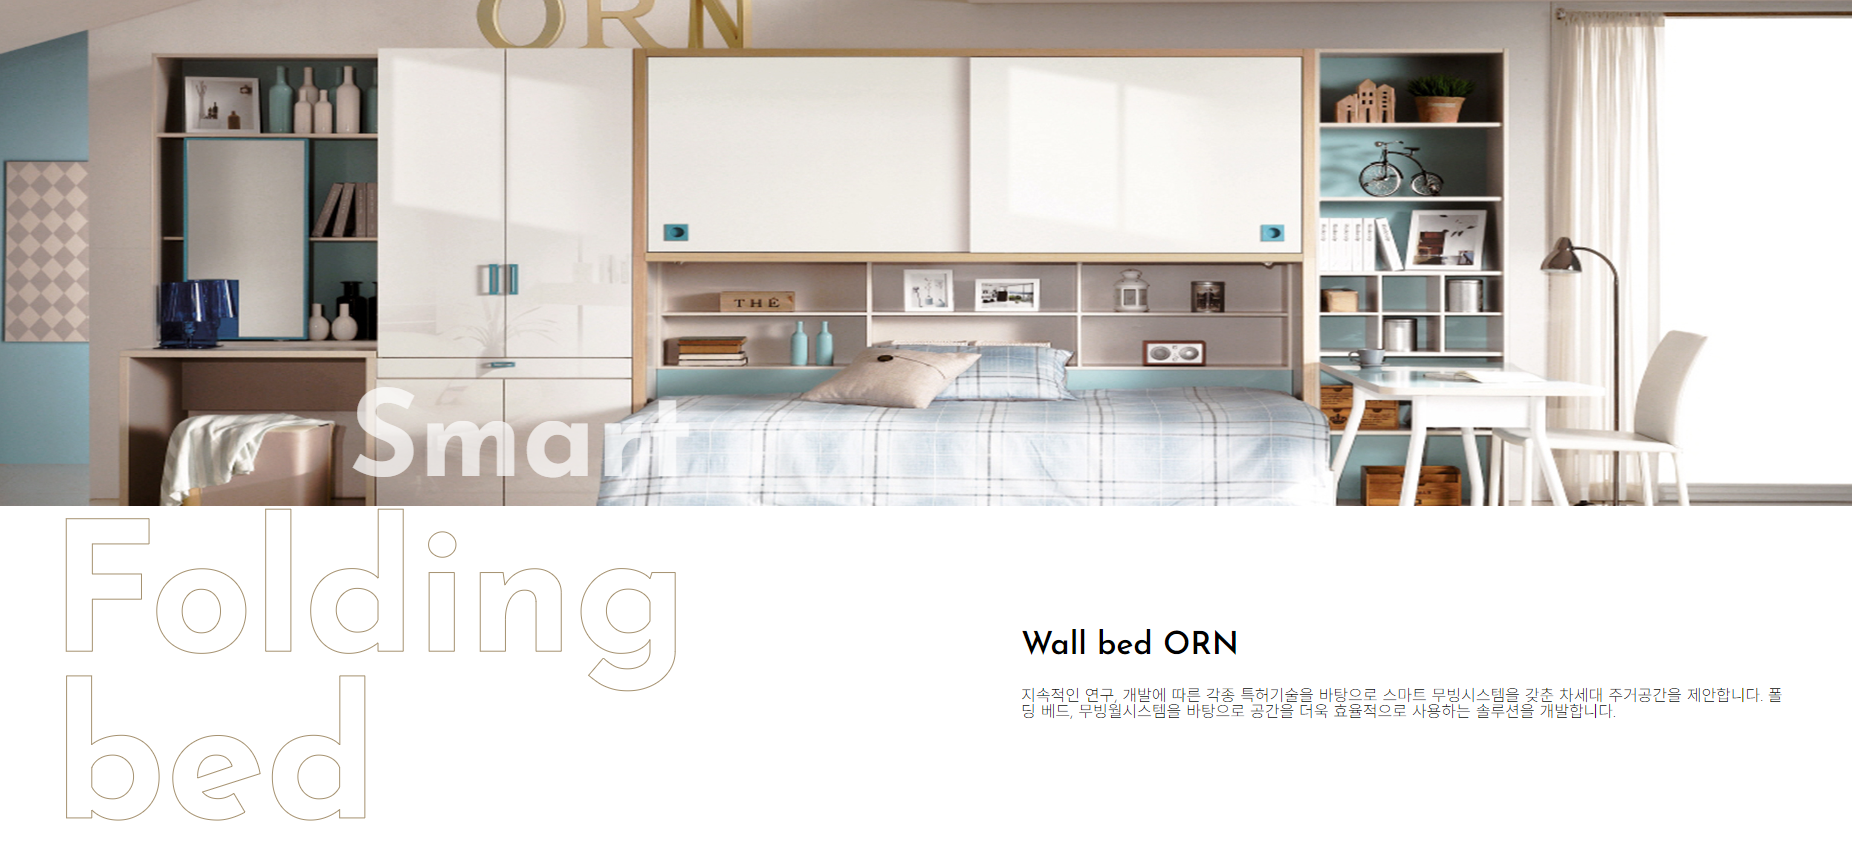 ORN
THÉ
Smart
Folding
bed
Wall bed ORN
지속적인 연구, 개발에 따른 각종 특허기술을 바탕으로 스마트 무빙시스템을 갖춘 차세대 주거공간을 제안합니다. 폴
딩 베드, 무빙월시스템을 바탕으로 공간을 더욱 효율적으로 사용하는 솔루션을 개발합니다.